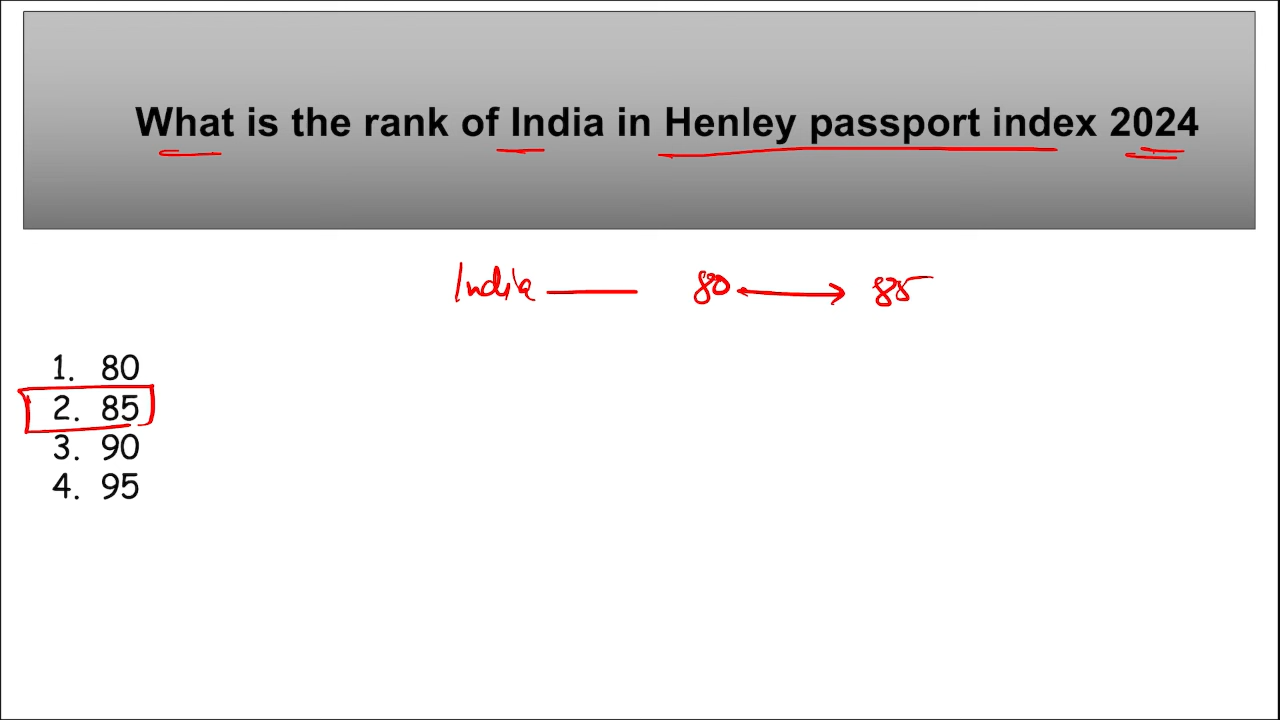 What is the rank of India in Henley passport index 2024
India 80 85
1. 80
2. 85
3. 90
4. 95